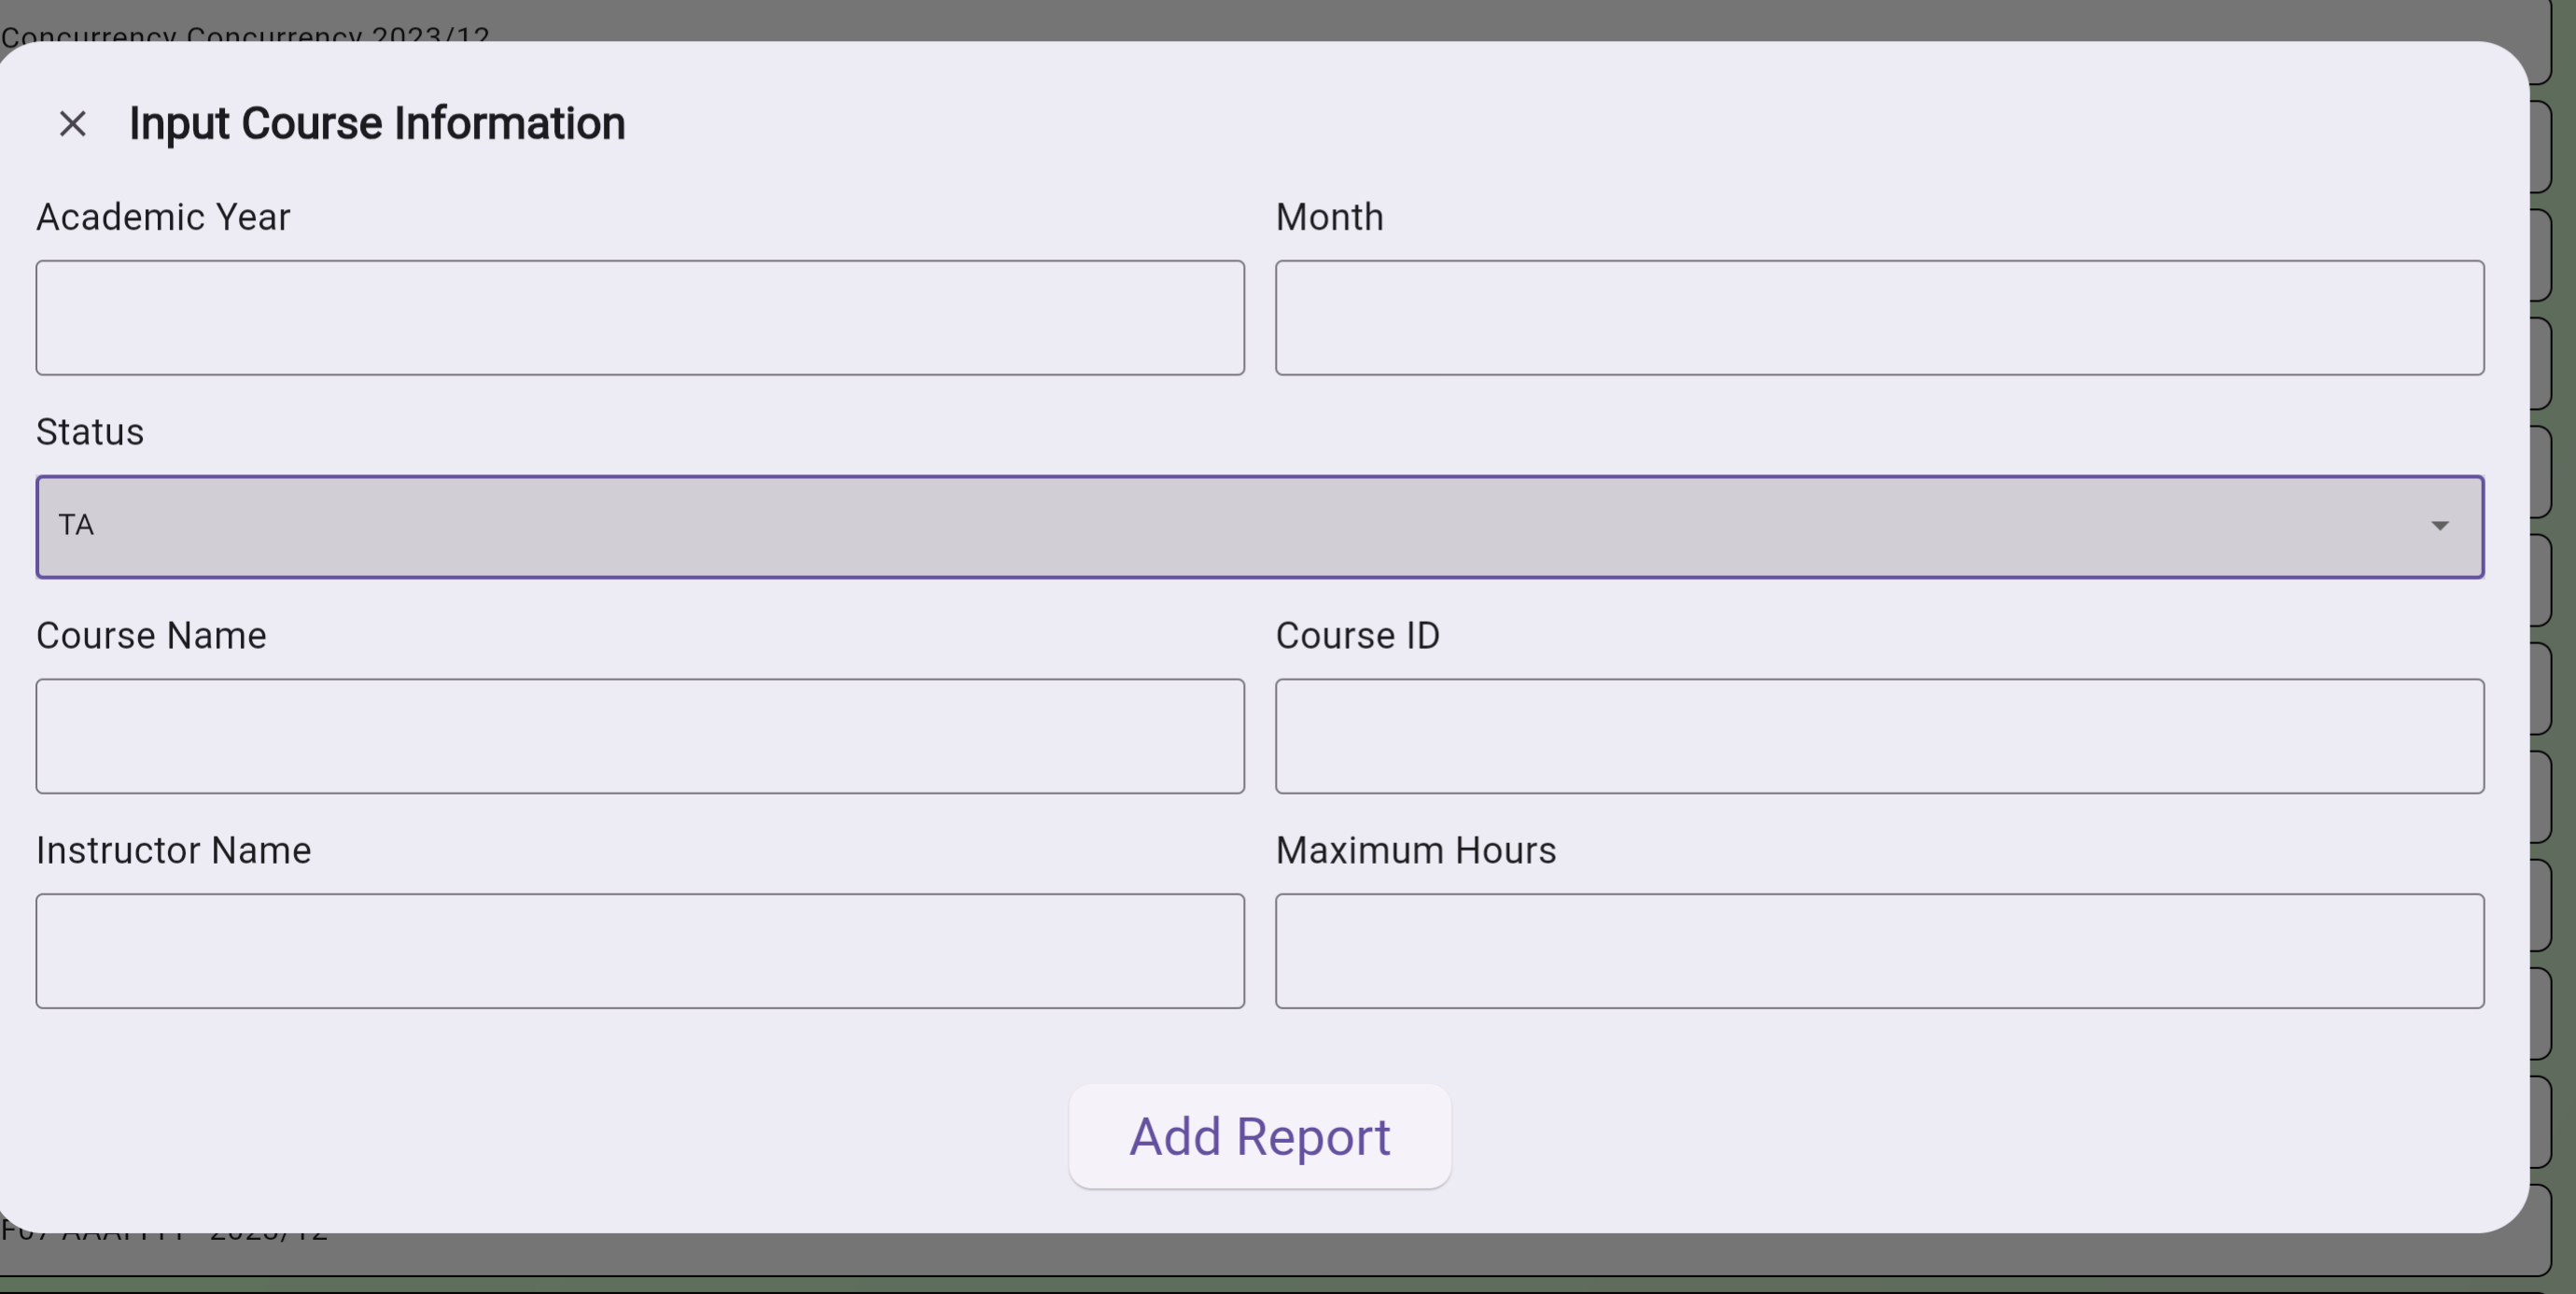 Concurrency Concurrency 2023/12
Input Course Information
Academic Year
Month
Status
TA
Course Name
Course ID
Instructor Name
Maximum Hours
Add Report
2023/12